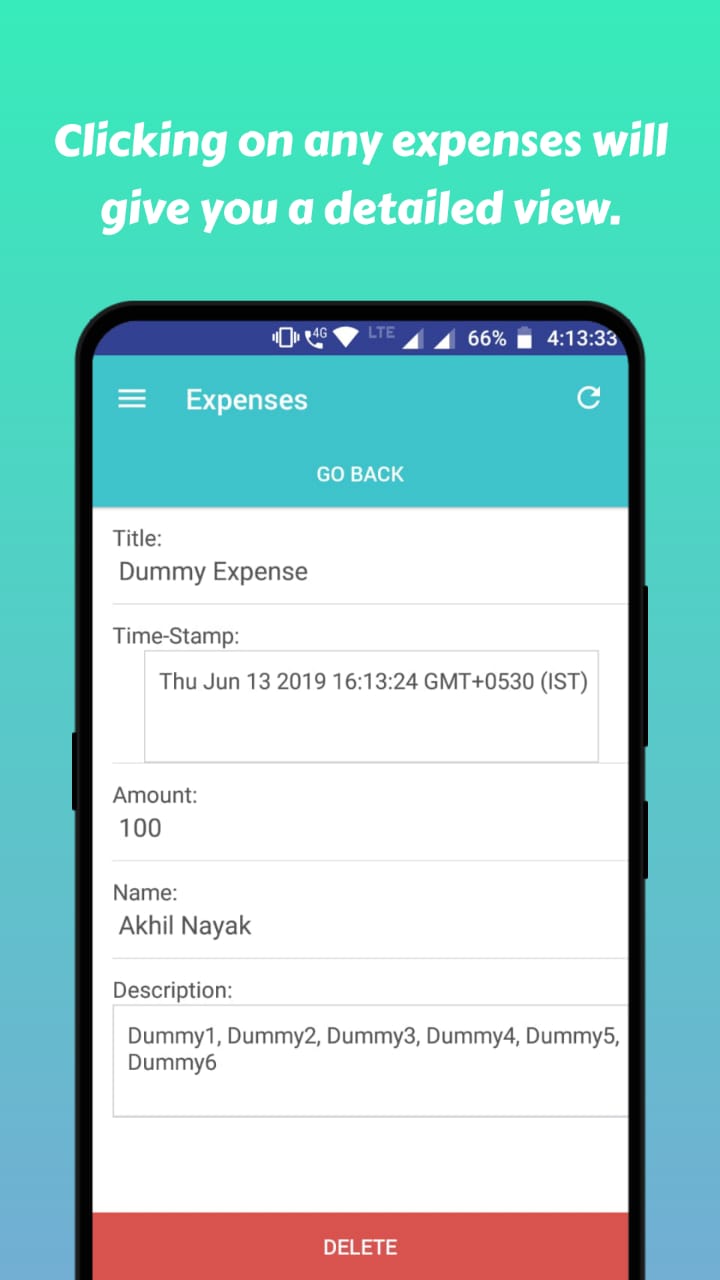 Clicking on any expenses will
give you a detailed view.
4G LTE 66% 4:13:33
Expenses
GO BACK
Title:
Dummy Expense
Time-Stamp:
Thu Jun 13 2019 16:13:24 GMT+0530 (IST)
Amount:
100
Name:
Akhil Nayak
Description:
Dummy1, Dummy2, Dummy3, Dummy4, Dummy5,
Dummy6
DELETE